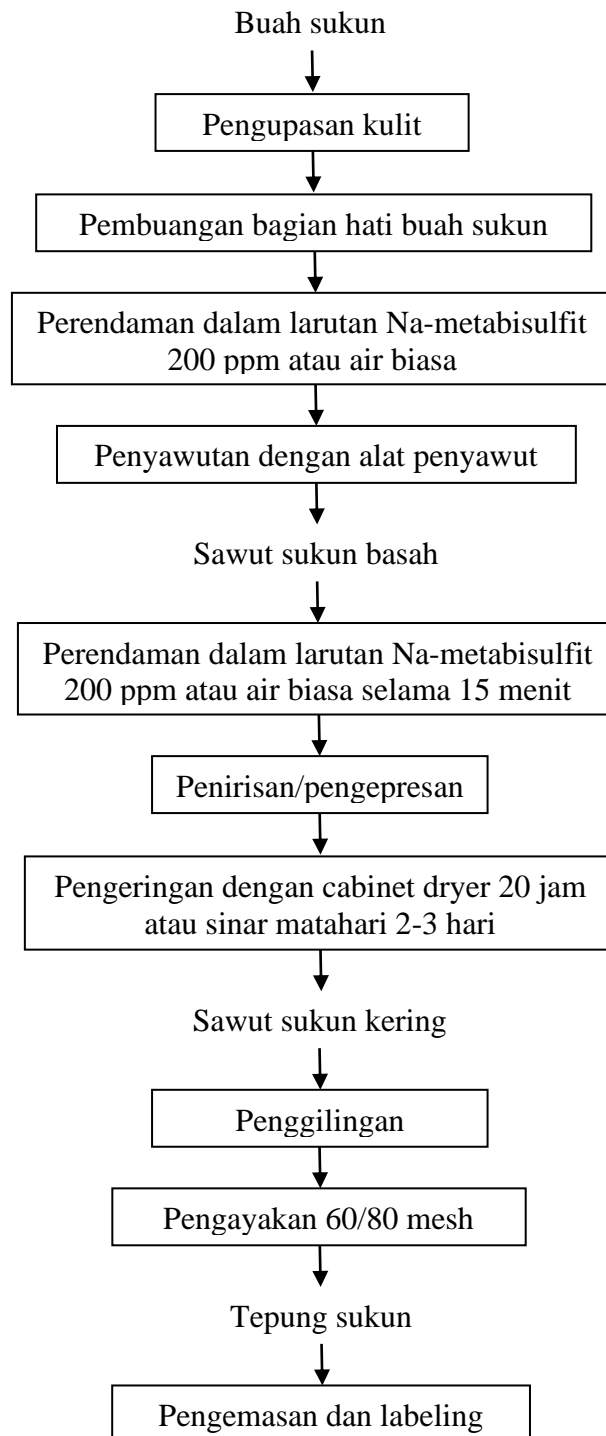 Buah sukun
Pengupasan kulit
Pembuangan bagian hati buah sukun
Perendaman dalam larutan Na-metabisulfit
200 ppm atau air biasa
Penyawutan dengan alat penyawut
Sawut sukun basah
Perendaman dalam larutan Na-metabisulfit
200 ppm atau air biasa selama 15 menit
Penirisan/pengepresan
Pengeringan dengan cabinet dryer 20 jam
atau sinar matahari 2-3 hari
Sawut sukun kering
Penggilingan
Pengayakan 60/80 mesh
Tepung sukun
Pengemasan dan labeling